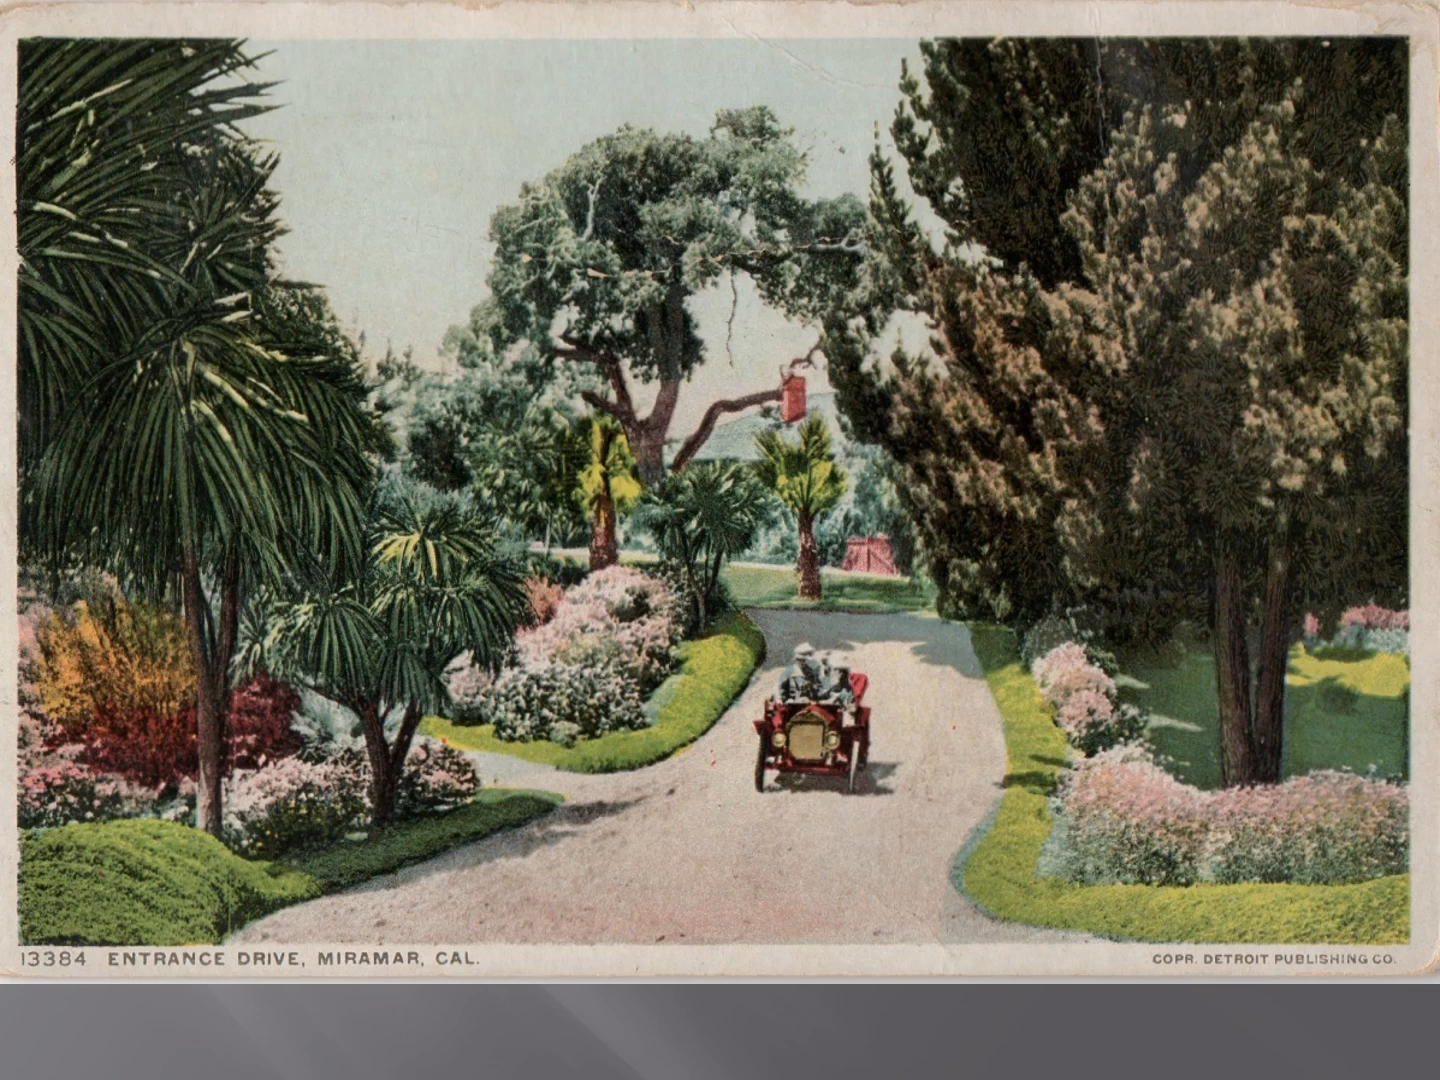 13384 ENTRANCE DRIVE, MIRAMAR, CAL.
COPR. DETROIT PUBLISHING CO.